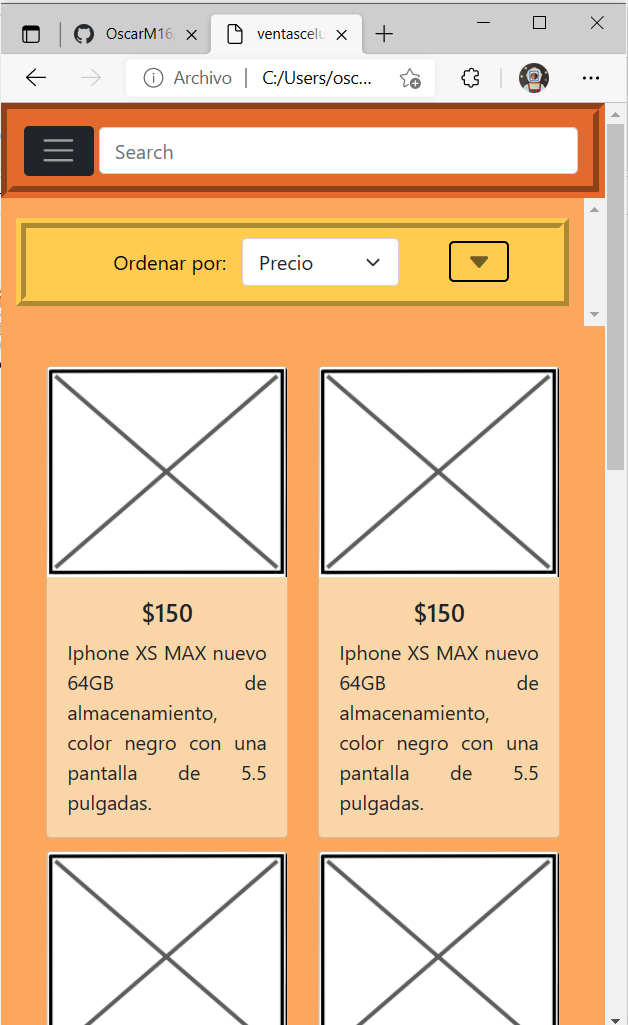 OscarM16
ventascelu
Archivo C:/Users/osc...
Search
Ordenar por: Precio
$150
Iphone XS MAX nuevo
64GB de
almacenamiento,
color negro con una
pantalla de 5.5
pulgadas.
$150
Iphone XS MAX nuevo
64GB de
almacenamiento,
color negro con una
pantalla de 5.5
pulgadas.